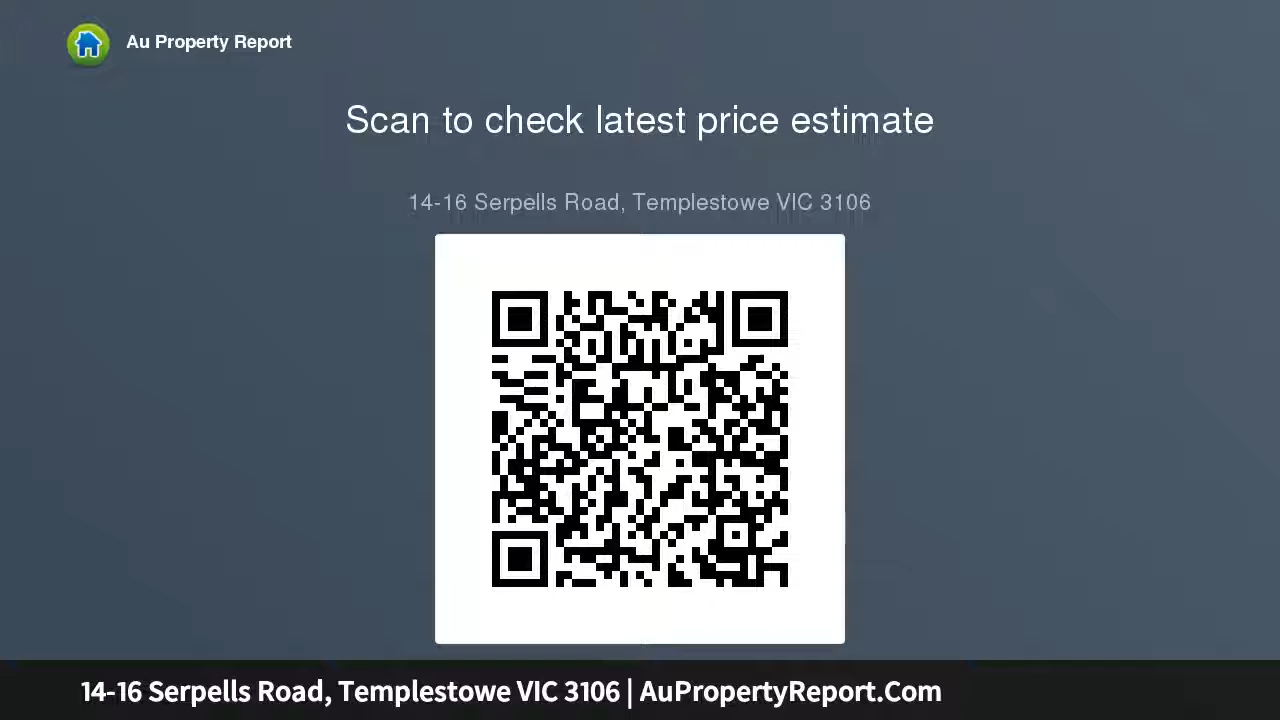 Au Property Report
Scan to check latest price estimate
14-16 Serpells Road, Templestowe VIC 3106
14-16 Serpells Road, Templestowe VIC 3106 | AuPropertyReport.Com